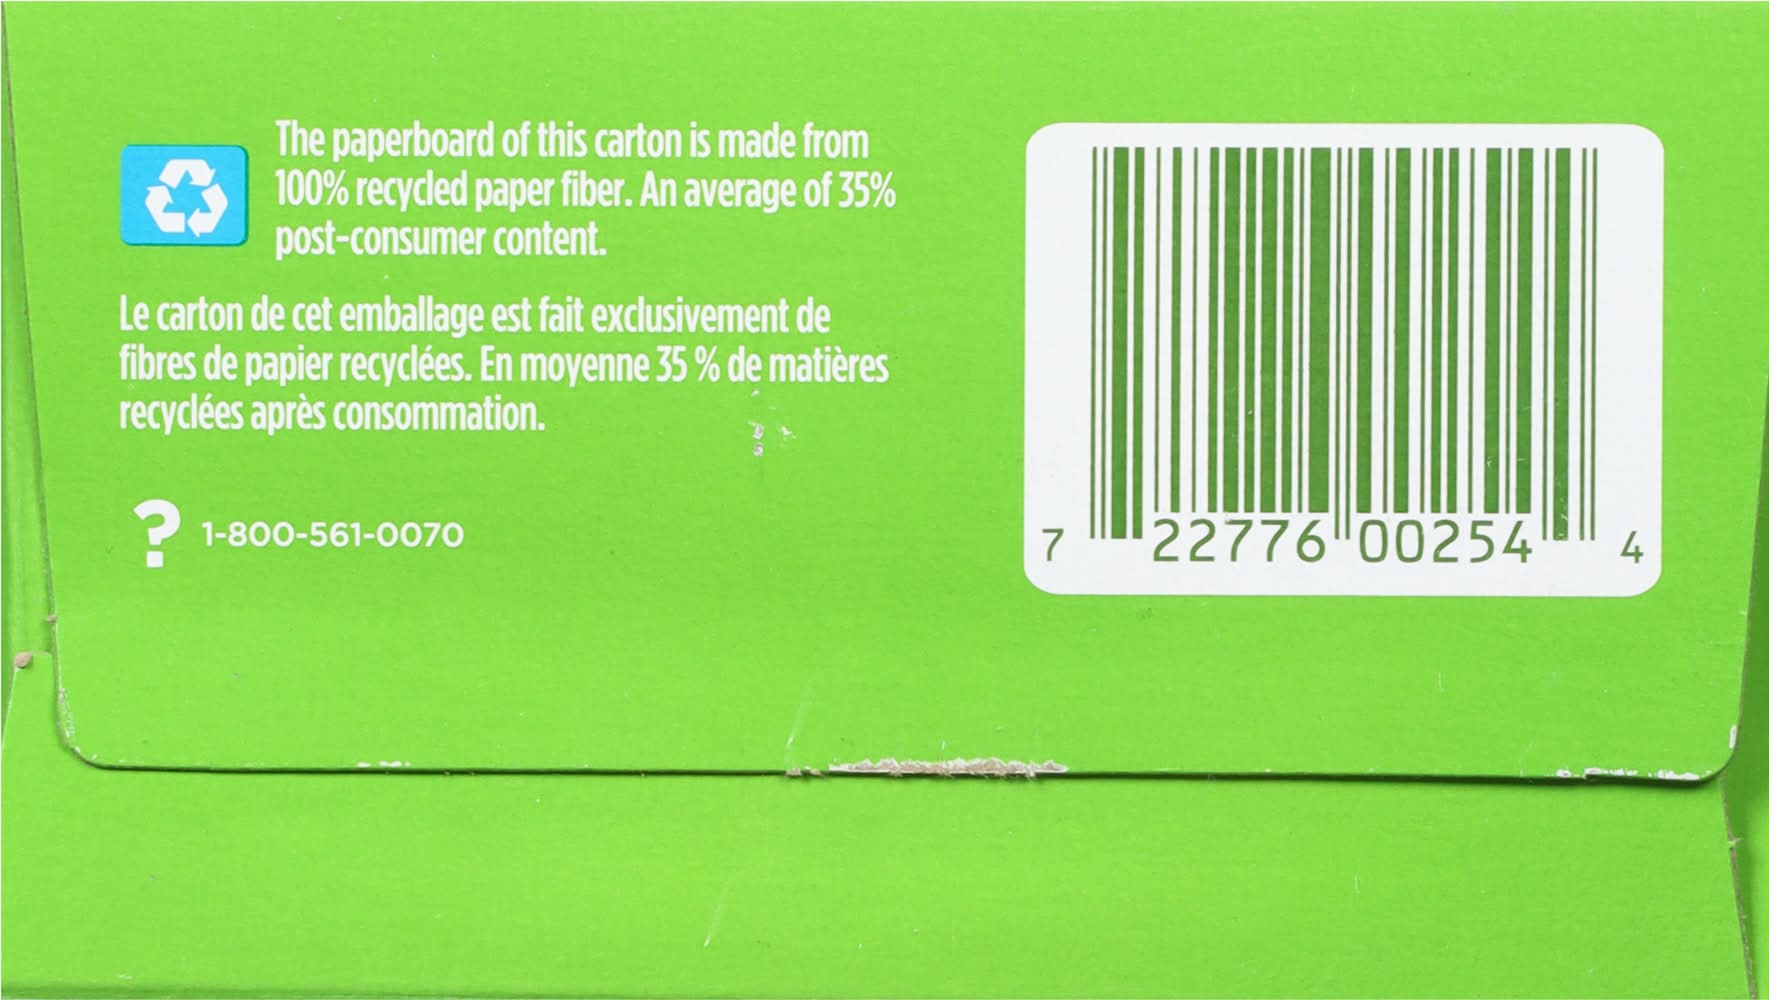 The paperboard of this carton is made from
100% recycled paper fiber. An average of 35%
post-consumer content.
Le carton de cet emballage est fait exclusivement de
fibres de papier recyclées. En moyenne 35 % de matières
recyclées après consommation.
? 1-800-561-0070
7 22776 00254 4